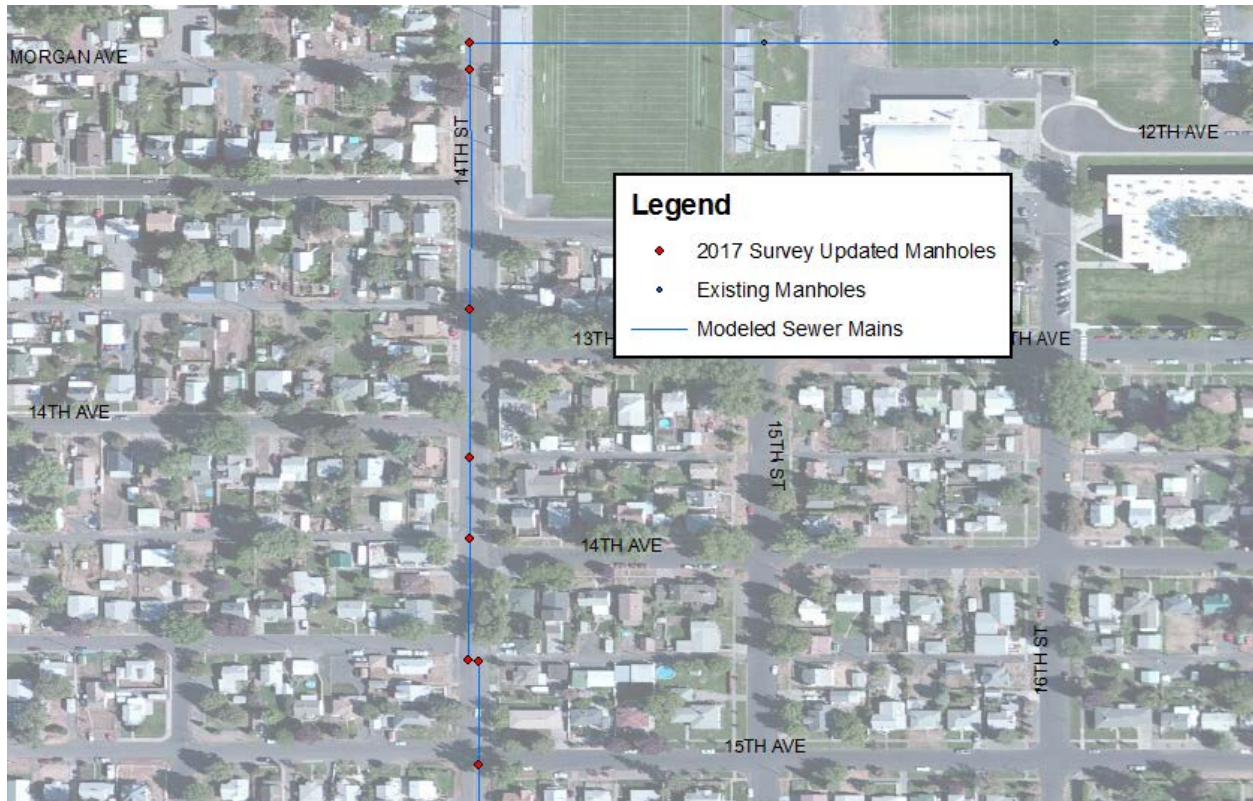 MORGAN AVE
14TH ST
12TH AVE
Legend
2017 Survey Updated Manholes
Existing Manholes
Modeled Sewer Mains
13T
TH AVE
14TH AVE
15TH ST
14TH AVE
16TH ST
15TH AVE